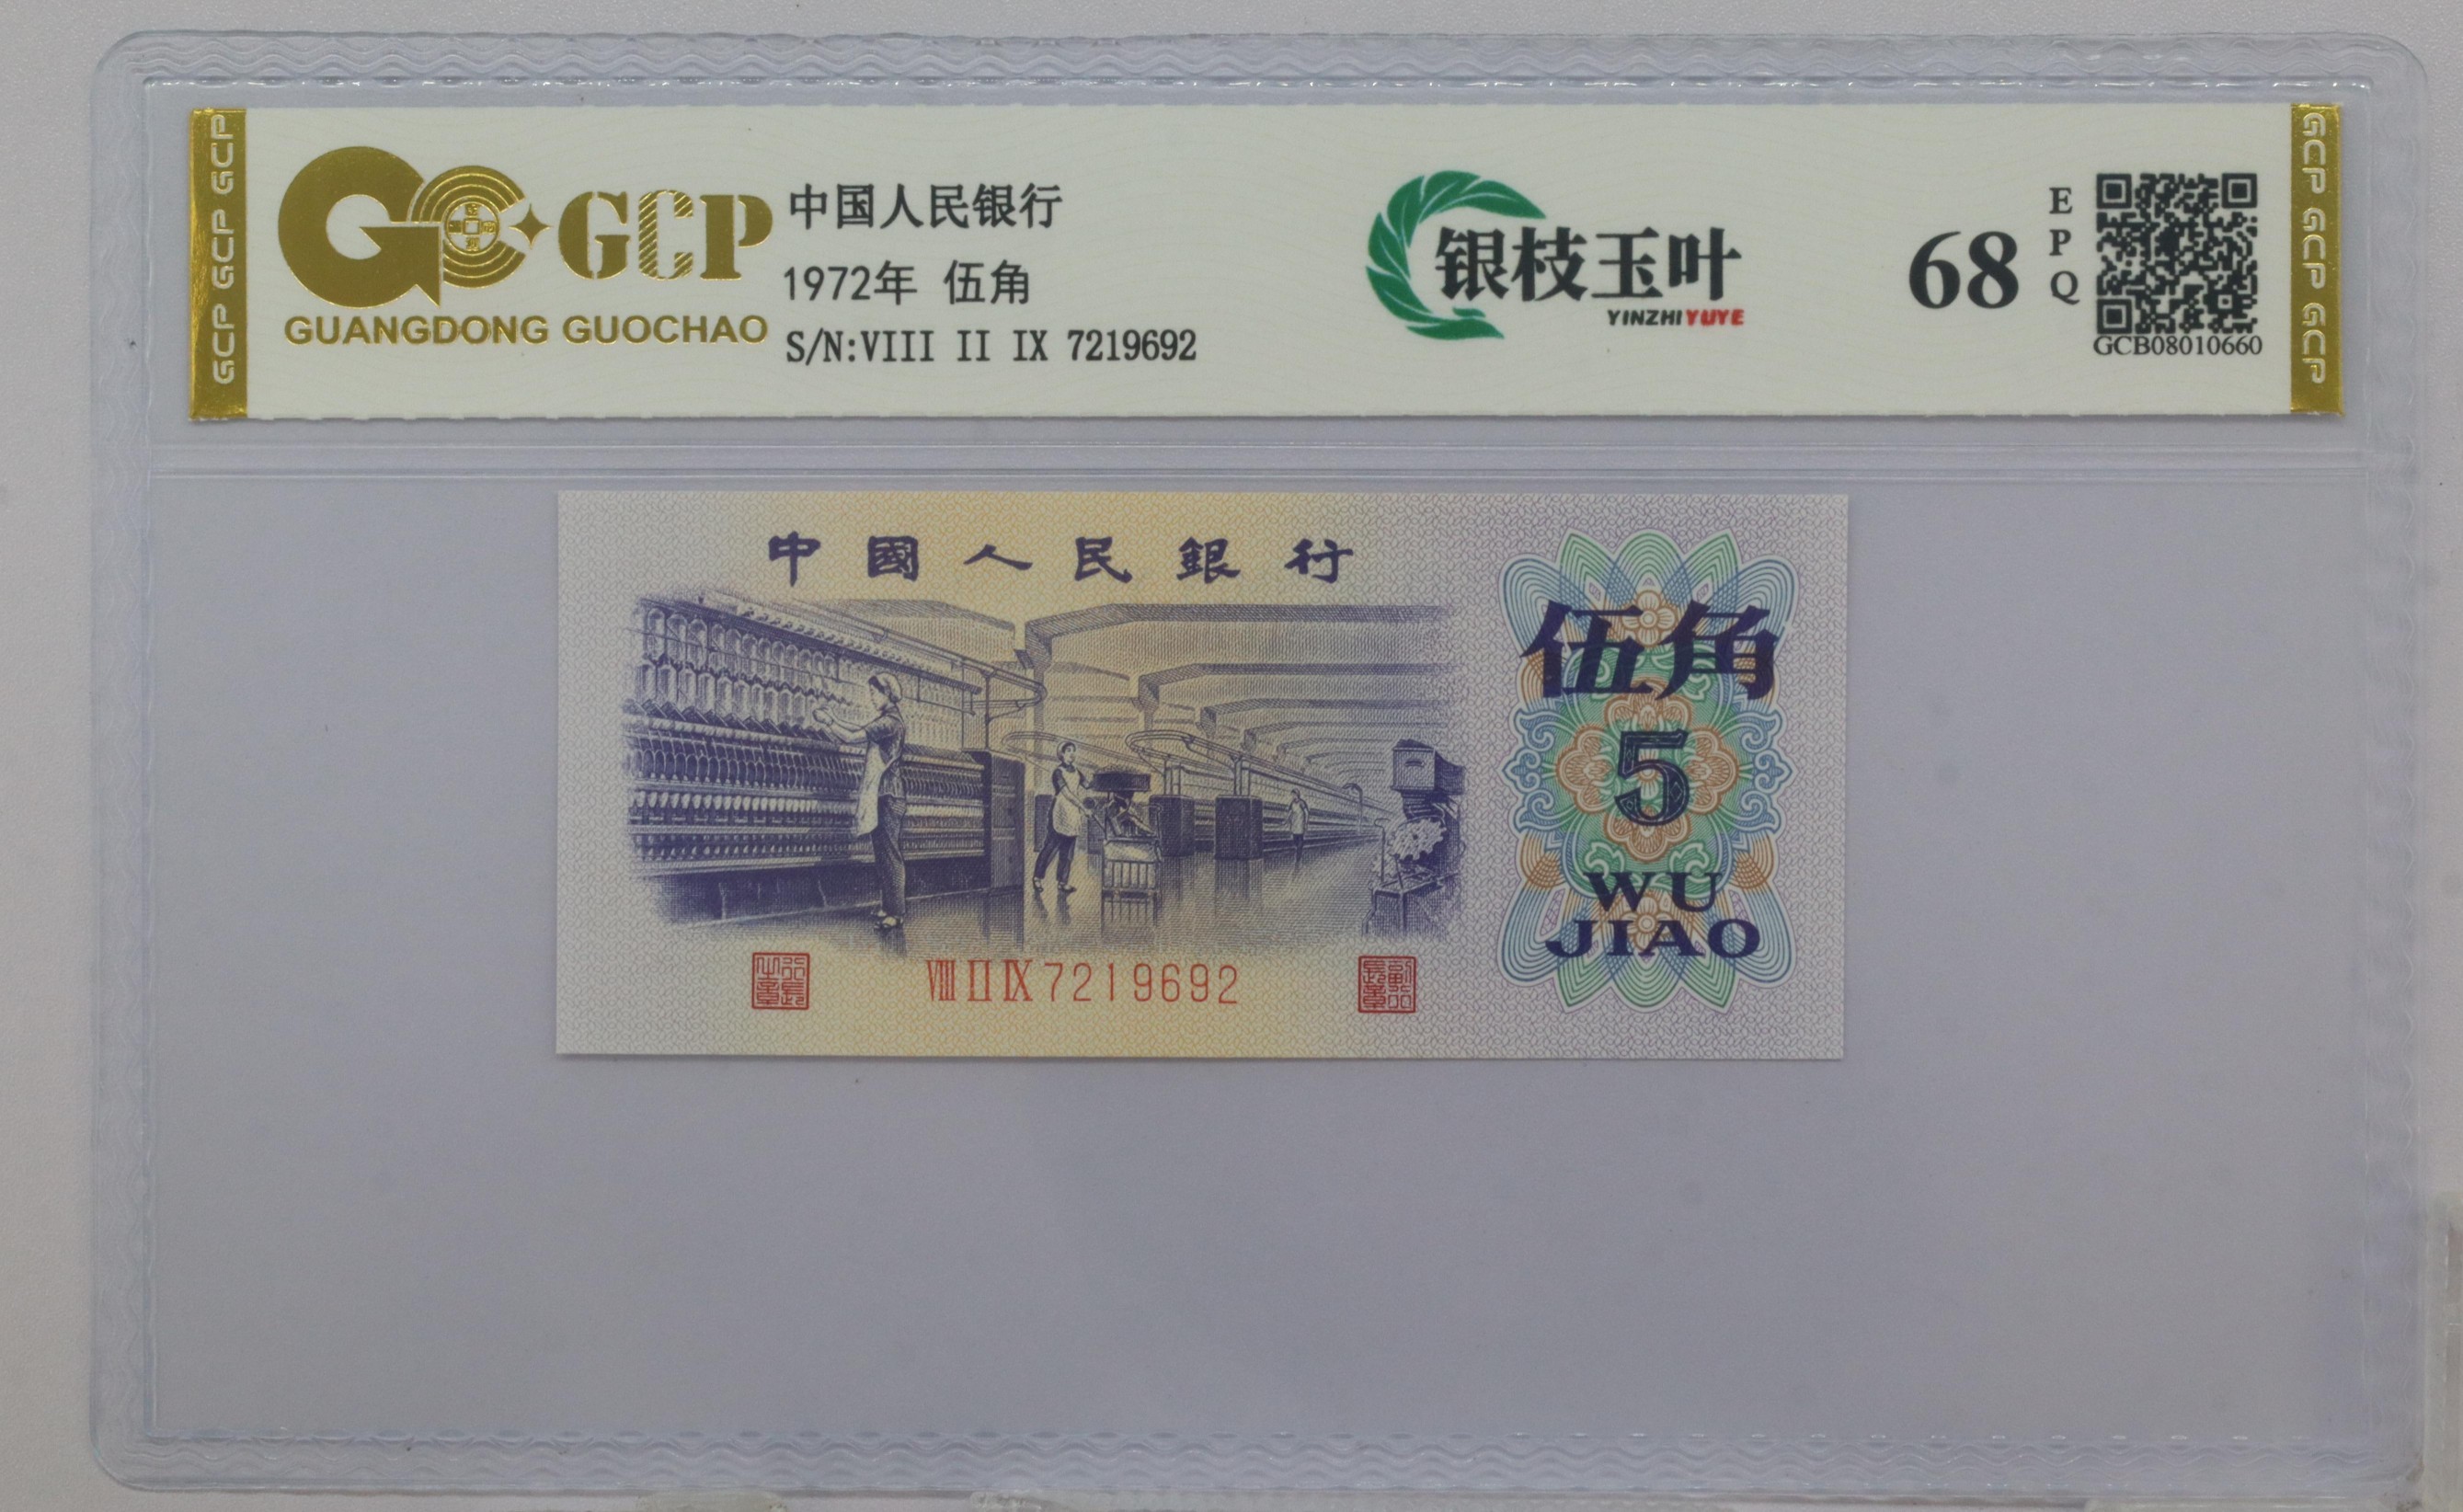 GCP GCP GCP
GCP
GUANGDONG GUOCHAO
中国人民银行
1972年 伍角
S/N:VIII II IX 7219692
银枝玉叶
YINZHIYUYE
68
EPQ
GCB08010660
GCP GCP GCP
中國人民銀行
伍角
5
WU
JIAO
VIII II IX 7219692